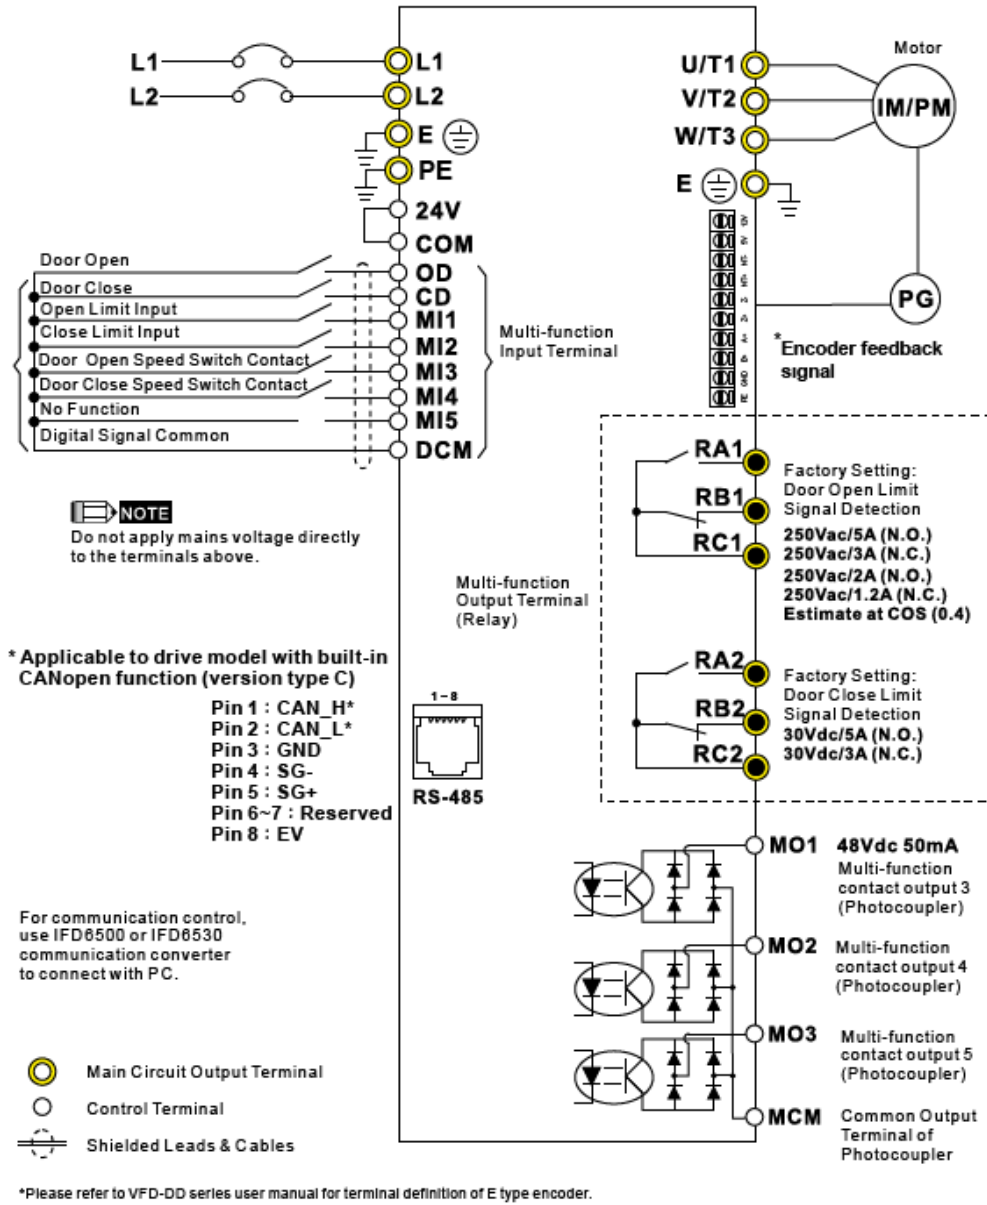 L1
L1
L2
L2
E
PE
24V
COM
Door Open
OD
Door Close
CD
Open Limit Input
MI1
Close Limit Input
MI2
Door Open Speed Switch Contact
MI3
Door Close Speed Switch Contact
MI4
No Function
MI5
Digital Signal Common
DCM
Multi-function
Input Terminal
NOTE
Do not apply mains voltage directly
to the terminals above.
* Applicable to drive model with built-in
CANopen function (version type C)
Pin 1 : CAN_H*
Pin 2 : CAN_L*
Pin 3 : GND
Pin 4 : SG-
Pin 5 : SG+
Pin 6~7 : Reserved
Pin 8 : EV
1-8
RS-485
For communication control,
use IFD6500 or IFD6530
communication converter
to connect with PC.
Main Circuit Output Terminal
Control Terminal
Shielded Leads & Cables
Motor
U/T1
V/T2
W/T3
IM/PM
E
GND
PE
PG
*Encoder feedback
signal
Multi-function
Output Terminal
(Relay)
RA1
RB1
RC1
Factory Setting:
Door Open Limit
Signal Detection
250Vac/5A (N.O.)
250Vac/3A (N.C.)
250Vac/2A (N.O.)
250Vac/1.2A (N.C.)
Estimate at COS (0.4)
RA2
RB2
RC2
Factory Setting:
Door Close Limit
Signal Detection
30Vdc/5A (N.O.)
30Vdc/3A (N.C.)
MO1
48Vdc 50mA
Multi-function
contact output 3
(Photocoupler)
MO2
Multi-function
contact output 4
(Photocoupler)
MO3
Multi-function
contact output 5
(Photocoupler)
MCM
Common Output
Terminal of
Photocoupler
*Please refer to VFD-DD series user manual for terminal definition of E type encoder.